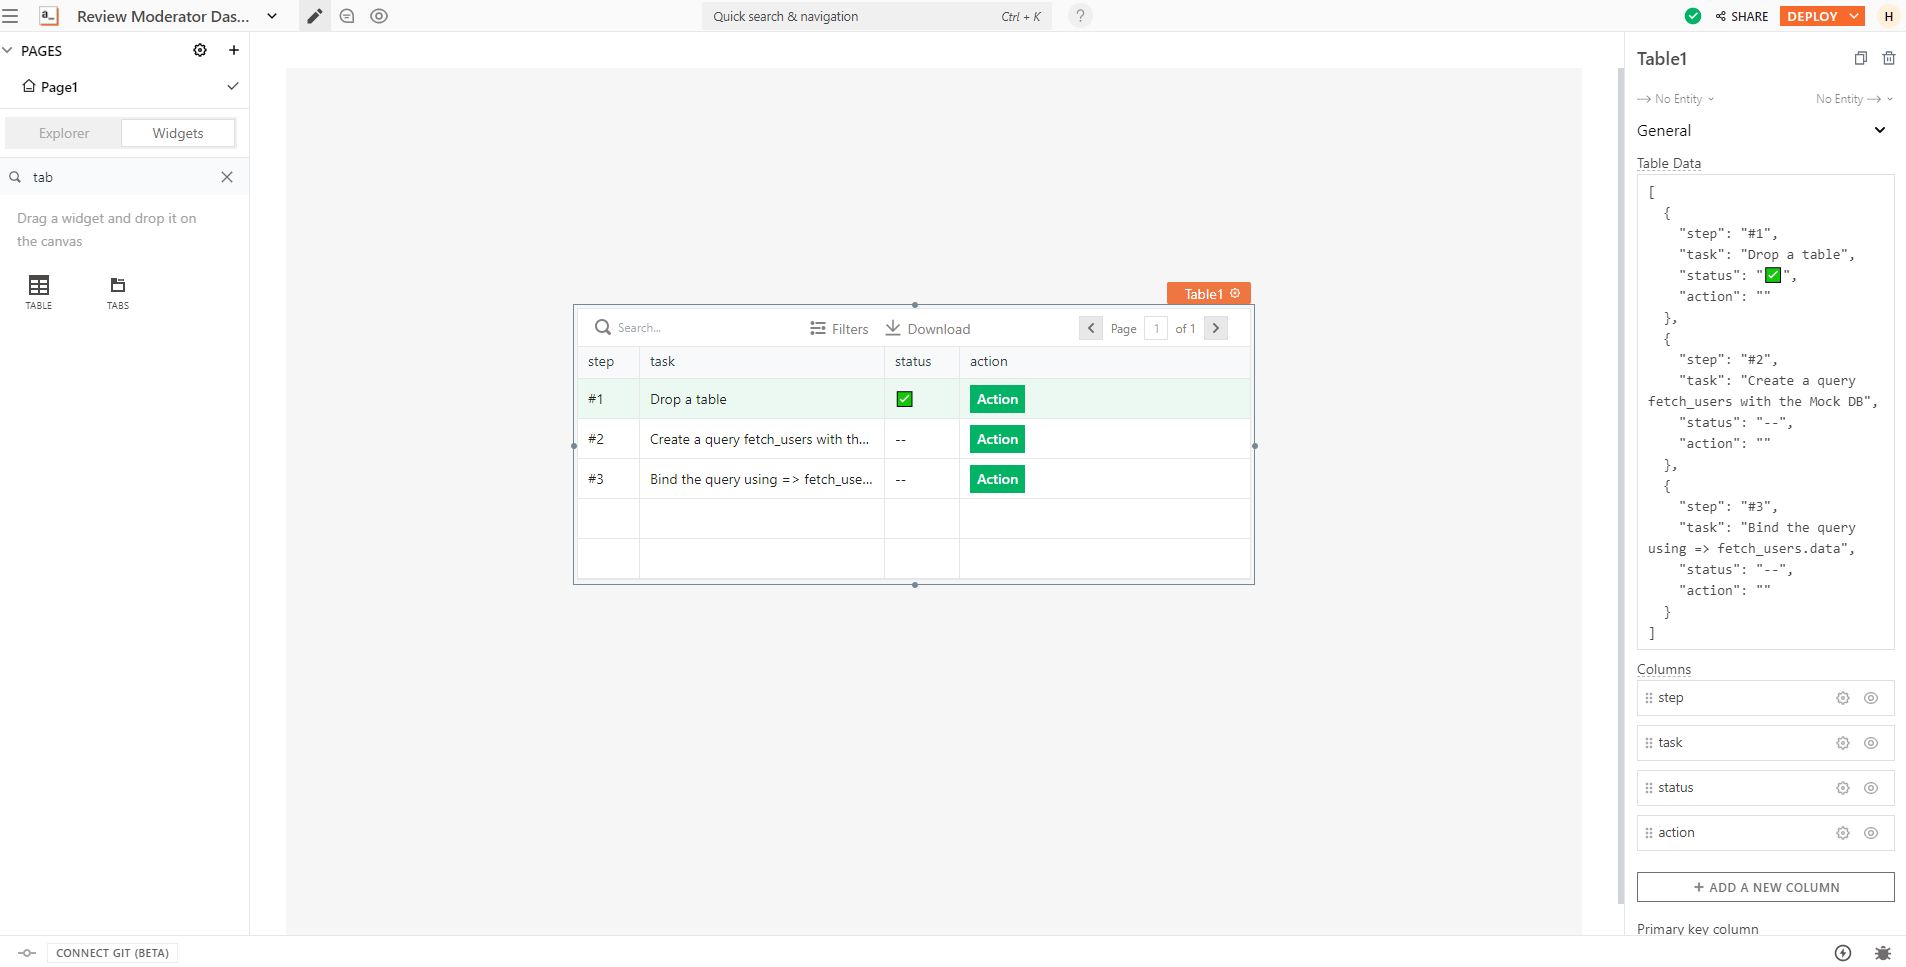 a_
Review Moderator Das...
Quick search & navigation
Ctrl + K
?
SHARE
DEPLOY
H
PAGES
Page1
Explorer
Widgets
tab
Drag a widget and drop it on
the canvas
TABLE
TABS
Table1
Search...
Filters
Download
Page
1
of 1
step
task
status
action
#1
Drop a table
✅
Action
#2
Create a query fetch_users with th...
--
Action
#3
Bind the query using => fetch_use...
--
Action
Table1
No Entity
No Entity
General
Table Data
[
{
"step": "#1",
"task": "Drop a table",
"status": "✅",
"action": ""
},
{
"step": "#2",
"task": "Create a query
fetch_users with the Mock DB",
"status": "--",
"action": ""
},
{
"step": "#3",
"task": "Bind the query
using => fetch_users.data",
"status": "--",
"action": ""
}
]
Columns
step
task
status
action
+ ADD A NEW COLUMN
Primary key column
CONNECT GIT (BETA)